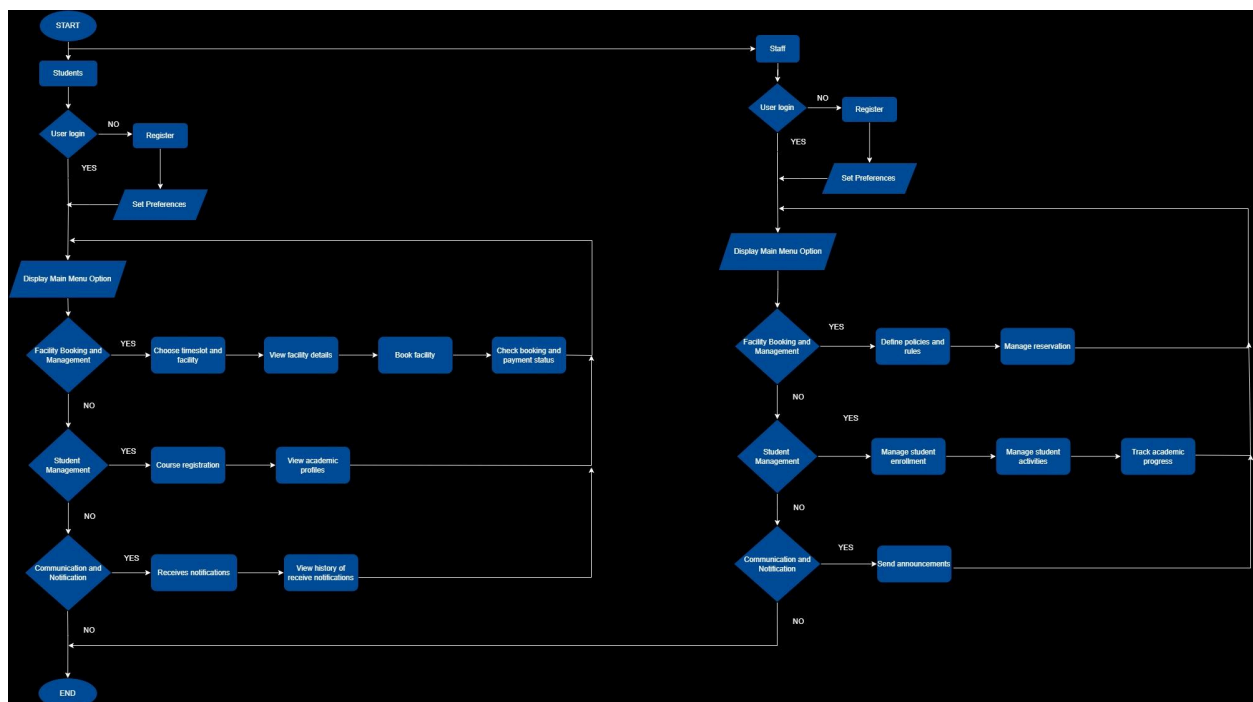 START
Students
User login
NO
Register
YES
Set Preferences
Display Main Menu Option
Facility Booking and
Management
YES
Choose timeslot and
facility
View facility details
Book facility
Check booking and
payment status
NO
Student
Management
YES
Course registration
View academic
profiles
NO
Communication and
Notification
YES
Receives notifications
View history of
receive notifications
NO
END
Staff
User login
NO
Register
YES
Set Preferences
Display Main Menu Option
Facility Booking and
Management
YES
Define policies and
rules
Manage reservation
NO
Student
Management
YES
Manage student
enrollment
Manage student
activities
Track academic
progress
NO
Communication and
Notification
YES
Send announcements
NO